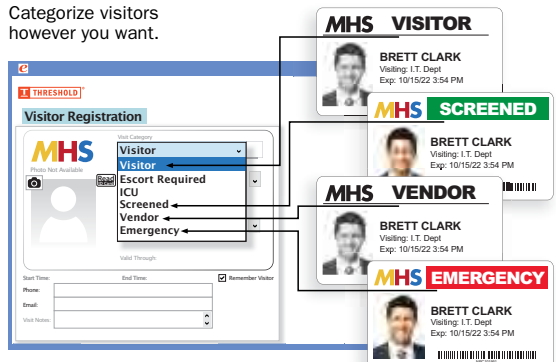 Categorize visitors
however you want.
e
THRESHOLD
Visitor Registration
MHS
Photo Not Available
Visit Category
Visitor
Visitor
Escort Required
ICU
Screened
Vendor
Emergency
Read
Valid Through:
Start Time:
End Time:
Remember Visitor
Phone:
Email:
Visit Notes:
MHS VISITOR
BRETT CLARK
Visiting: I.T. Dept
Exp: 10/15/22 3:54 PM
MHS SCREENED
BRETT CLARK
Visiting: I.T. Dept
Exp: 10/15/22 3:54 PM
MHS VENDOR
BRETT CLARK
Visiting: I.T. Dept
Exp: 10/15/22 3:54 PM
MHS EMERGENCY
BRETT CLARK
Visiting: I.T. Dept
Exp: 10/15/22 3:54 PM